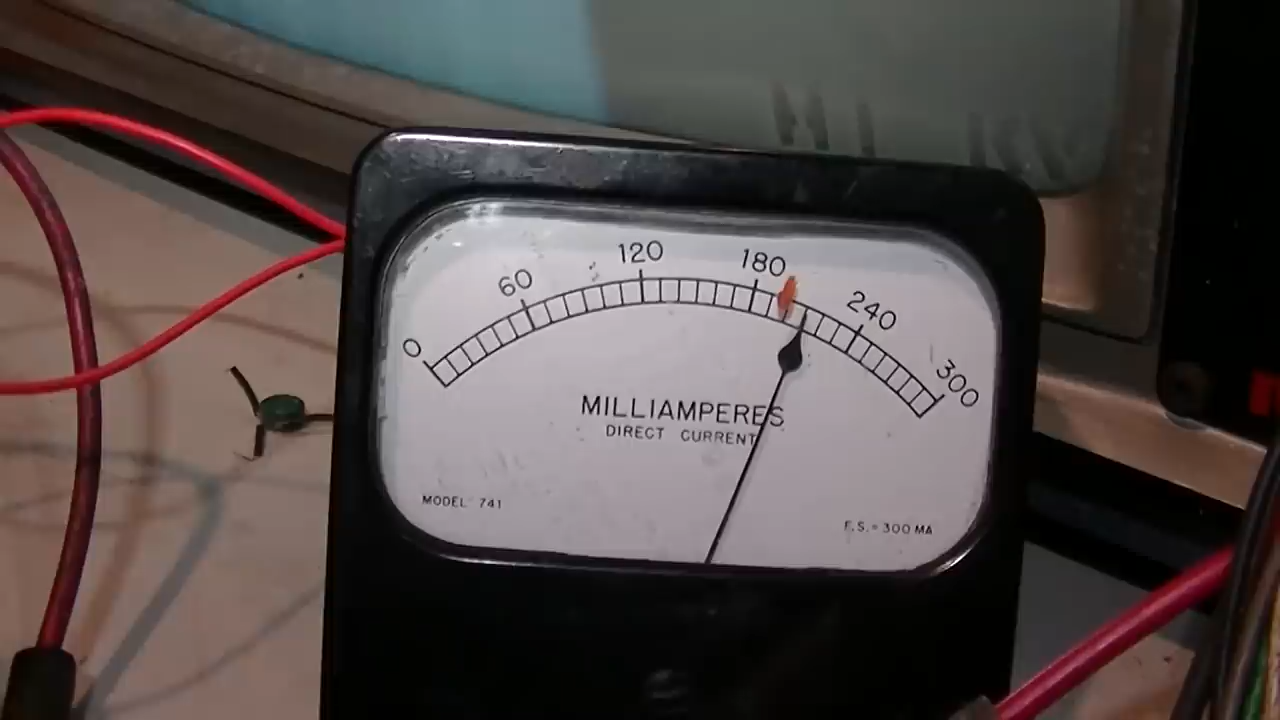 0 60 120 180 240 300
MILLIAMPERES
DIRECT CURRENT
MODEL 741
F.S. = 300 MA